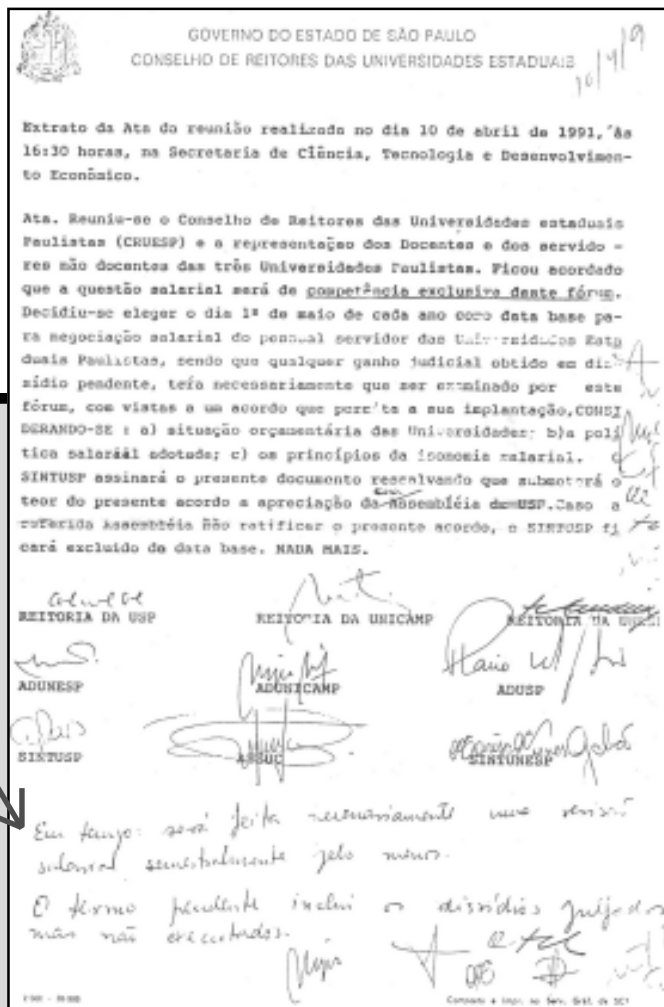 GOVERNO DO ESTADO DE SÃO PAULO
CONSELHO DE REITORES DAS UNIVERSIDADES ESTADUAIS
10/4/9
Extrato da Ata da reunião realizada no dia 10 de abril de 1991, às
16:30 horas, na Secretaria de Ciência, Tecnologia e Desenvolvimen-
to Econômico.
Ata. Reuniu-se o Conselho de Reitores das Universidades estaduais
Paulistas (CRUESP) e a representação dos Docentes e dos servido -
res não docentes das três Universidades Paulistas. Ficou acordado
que a questão salarial será de competência exclusiva deste fórum.
Decidiu-se eleger o dia 1º de maio de cada ano como data base pa-
ra negociação salarial do pessoal servidor das Universidades Esta
duais Paulistas, sendo que qualquer ganho judicial obtido em dis
sídio pendente, terá necessariamente que ser examinado por este
fórum, com vistas a um acordo que permita a sua implantação, CONSI
DERANDO-SE : a) situação orçamentária das Universidades; b) a polí
tica salarial adotada; c) os princípios da isonomia salarial. O
SINTUSP assinará o presente documento ressalvando que submeterá o
teor do presente acordo a apreciação da Assembléia da USP. Caso a
referida Assembléia não ratificar o presente acordo, o SINTUSP fi
cará excluído da data base. NADA MAIS.
REITORIA DA USP REITORIA DA UNICAMP REITORIA DA UNESP
ADUNESP ADUNICAMP ADUSP
SINTUSP ASSUC SINTUNESP
Em tempo: será feita necessariamente uma revisão
salarial semestralmente pelo menos.
O termo pendente inclui os dissídios julgados
mas não executados.
Composto e Impr. no Serv. Gráf. da SCT